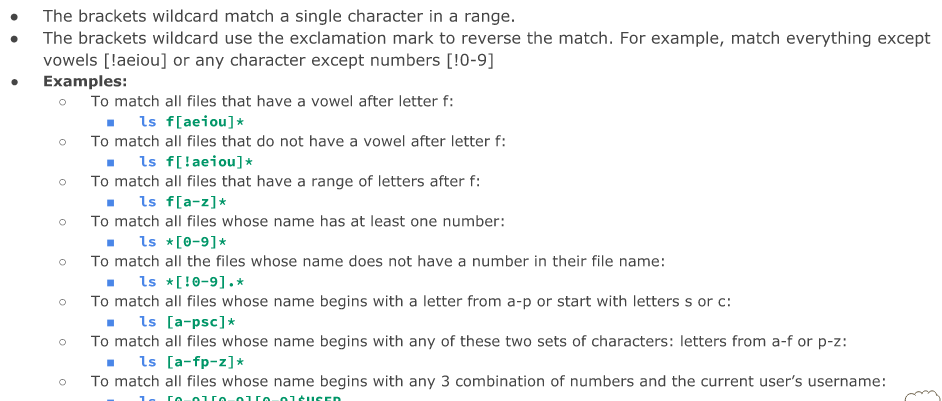 ● The brackets wildcard match a single character in a range.
● The brackets wildcard use the exclamation mark to reverse the match. For example, match everything except
vowels [!aeiou] or any character except numbers [!0-9]
● Examples:
○ To match all files that have a vowel after letter f:
■ ls f[aeiou]*
○ To match all files that do not have a vowel after letter f:
■ ls f[!aeiou]*
○ To match all files that have a range of letters after f:
■ ls f[a-z]*
○ To match all files whose name has at least one number:
■ ls *[0-9]*
○ To match all the files whose name does not have a number in their file name:
■ ls *[!0-9].*
○ To match all files whose name begins with a letter from a-p or start with letters s or c:
■ ls [a-psc]*
○ To match all files whose name begins with any of these two sets of characters: letters from a-f or p-z:
■ ls [a-fp-z]*
○ To match all files whose name begins with any 3 combination of numbers and the current user's username:
■ ls [0-9][0-9][0-9]$USER